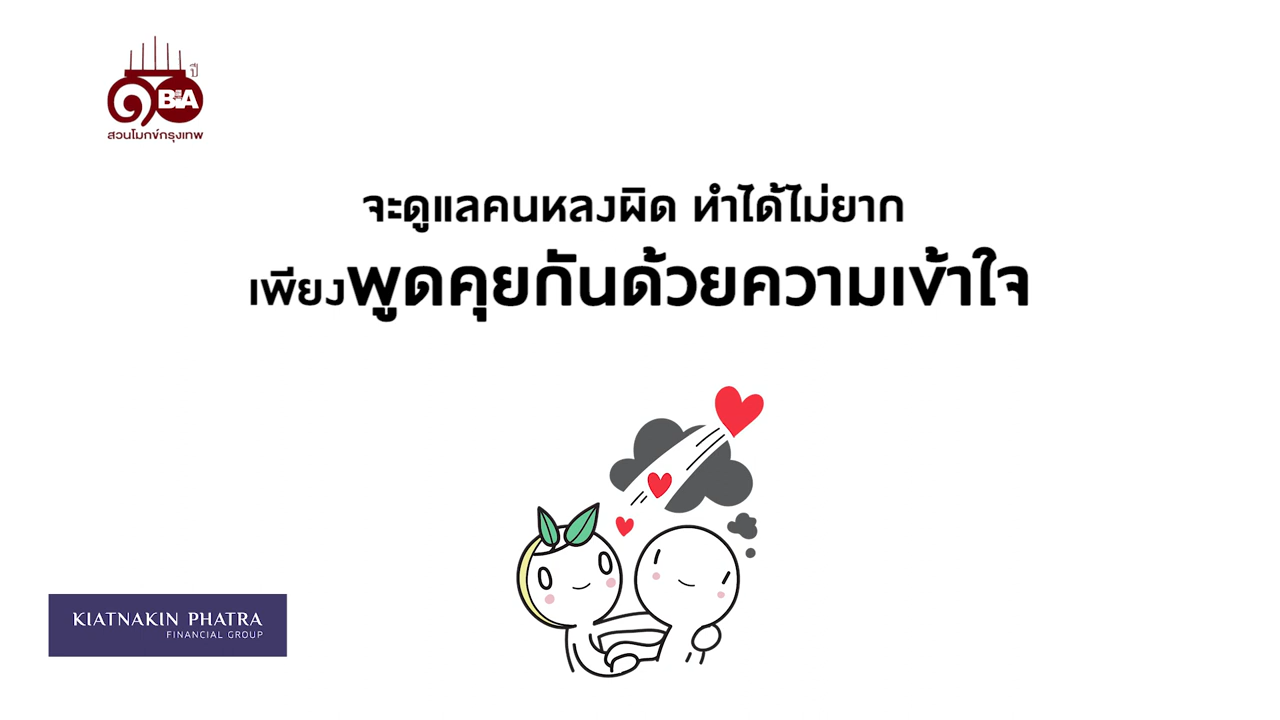 ๑๐ ปี
BIA
สวนโมกข์กรุงเทพ
จะดูแลคนหลงผิด ทำได้ไม่ยาก
เพียงพูดคุยกันด้วยความเข้าใจ
KIATNAKIN PHATRA
FINANCIAL GROUP